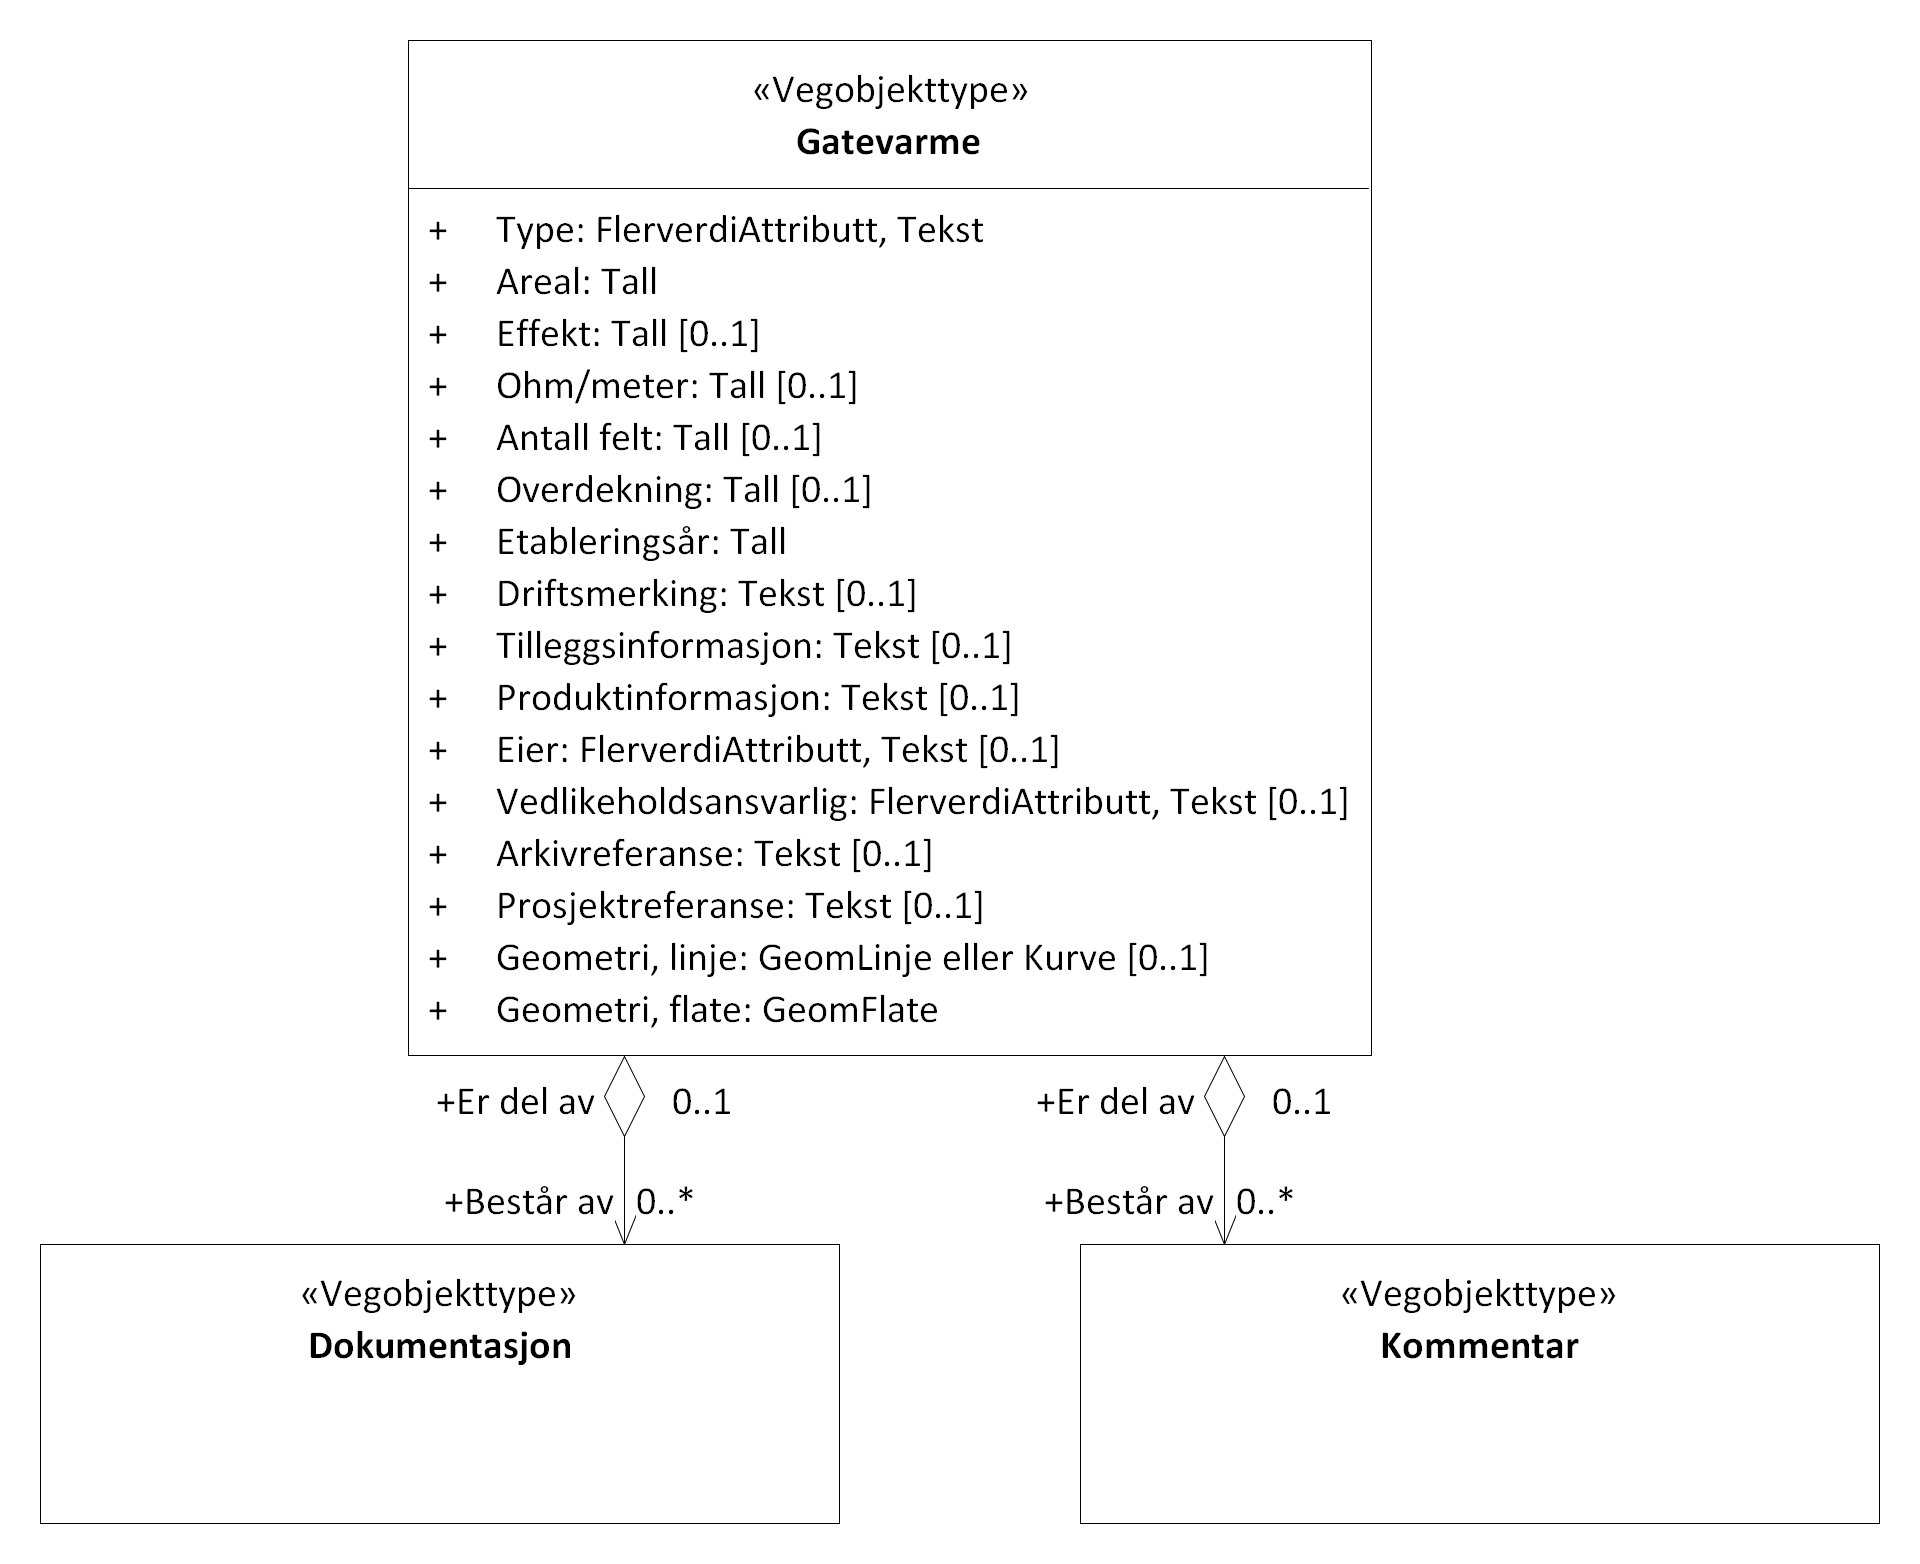 «Vegobjekttype»
Gatevarme
+ Type: FlerverdiAttributt, Tekst
+ Areal: Tall
+ Effekt: Tall [0..1]
+ Ohm/meter: Tall [0..1]
+ Antall felt: Tall [0..1]
+ Overdekning: Tall [0..1]
+ Etableringsår: Tall
+ Driftsmerking: Tekst [0..1]
+ Tilleggsinformasjon: Tekst [0..1]
+ Produktinformasjon: Tekst [0..1]
+ Eier: FlerverdiAttributt, Tekst [0..1]
+ Vedlikeholdsansvarlig: FlerverdiAttributt, Tekst [0..1]
+ Arkivreferanse: Tekst [0..1]
+ Prosjektreferanse: Tekst [0..1]
+ Geometri, linje: GeomLinje eller Kurve [0..1]
+ Geometri, flate: GeomFlate
+Er del av 0..1
+Består av 0..*
+Er del av 0..1
+Består av 0..*
«Vegobjekttype»
Dokumentasjon
«Vegobjekttype»
Kommentar